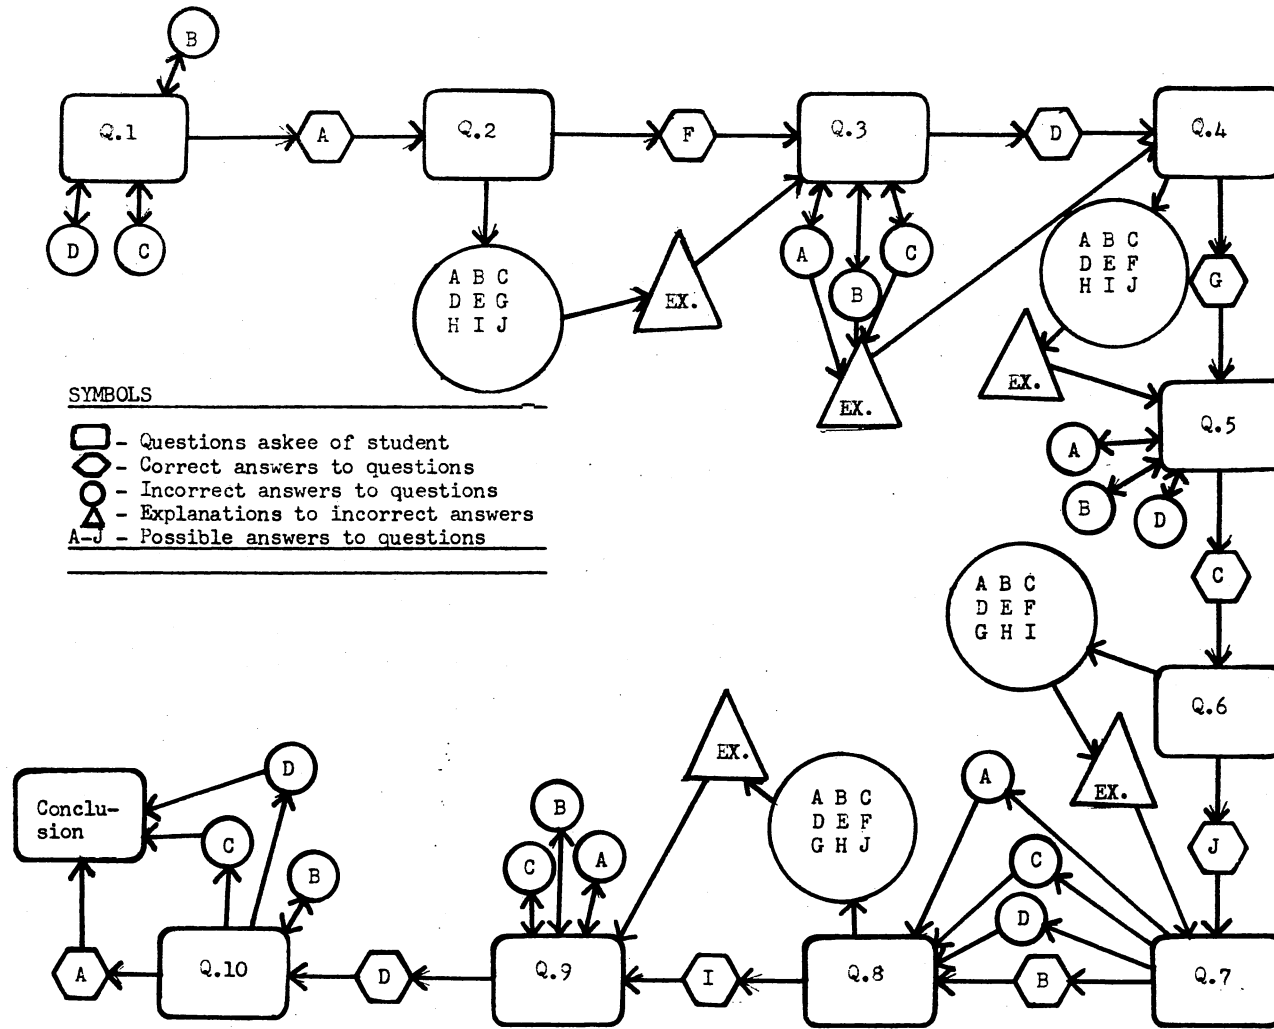 B
Q.1
A
Q.2
F
Q.3
D
Q.4
D
C
A B C
D E G
H I J
EX.
A
B
C
EX.
A B C
D E F
H I J
G
EX.
Q.5
A
B
D
C
SYMBOLS
- Questions askee of student
- Correct answers to questions
- Incorrect answers to questions
- Explanations to incorrect answers
A-J - Possible answers to questions
A B C
D E F
G H I
Q.6
EX.
J
Q.7
A
C
D
B
Q.8
A B C
D E F
G H J
EX.
I
Q.9
C
B
A
D
Q.10
D
C
B
A
Conclu-
sion